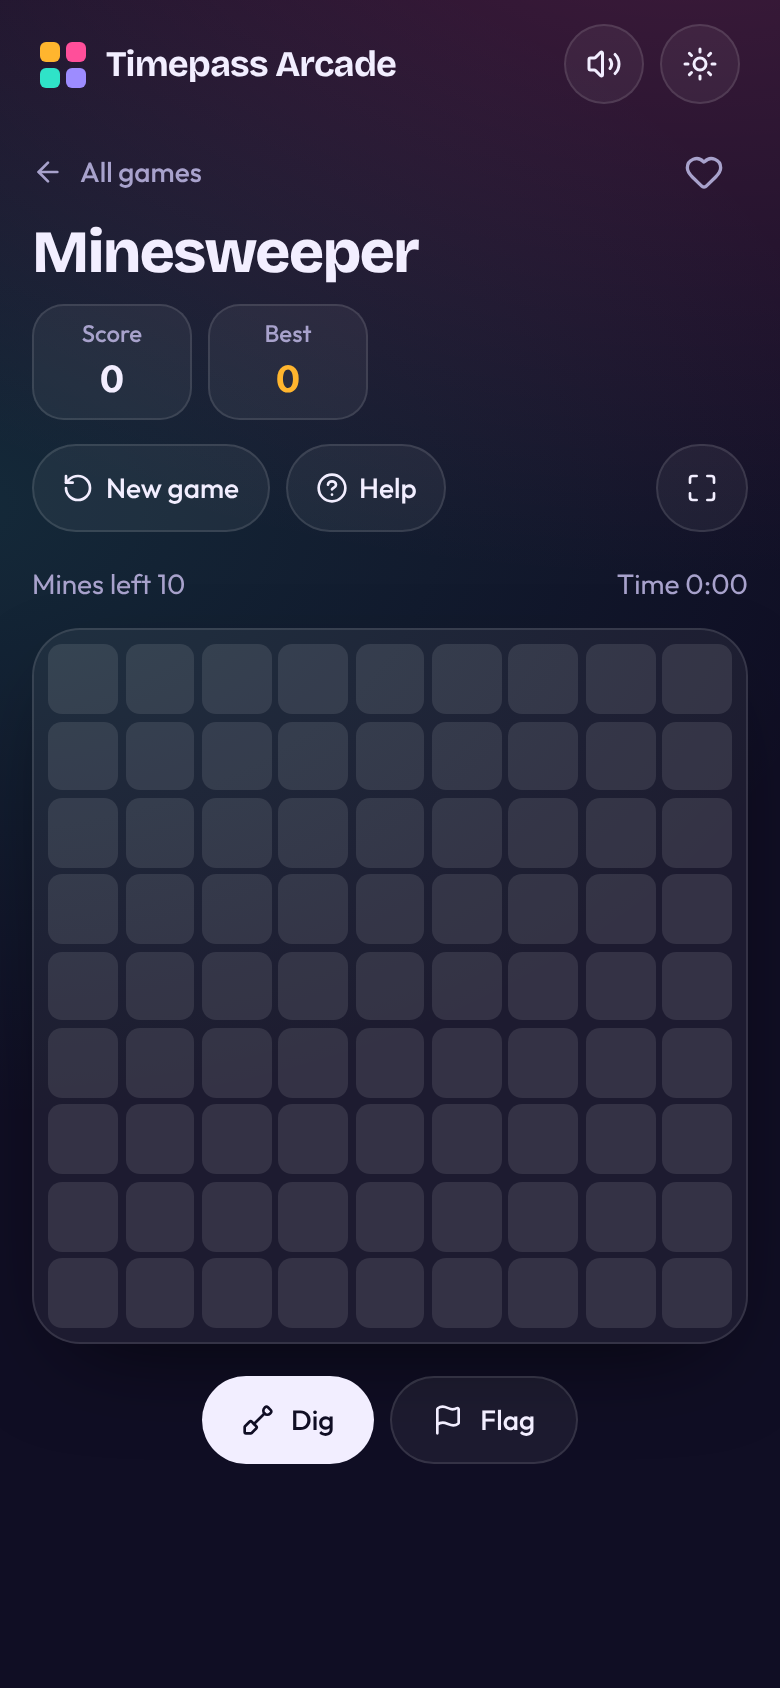 Timepass Arcade
All games
Minesweeper
Score
0
Best
0
New game
Help
Mines left 10
Time 0:00
Dig
Flag